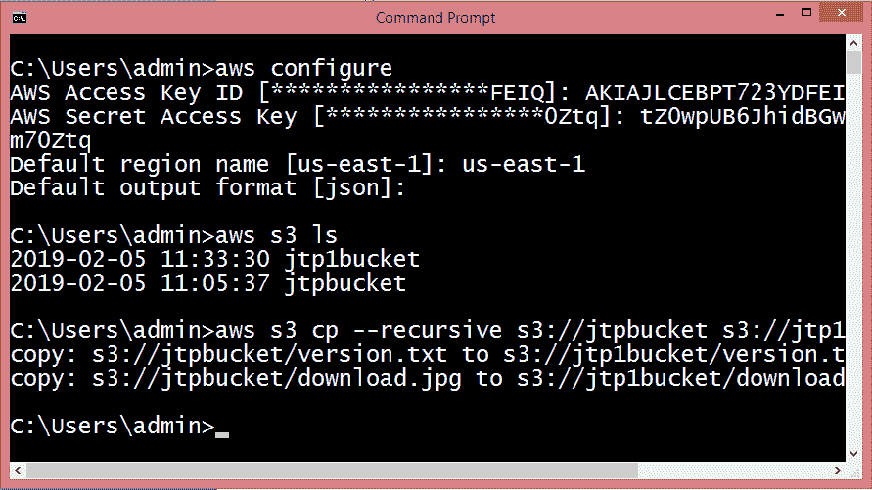 Command Prompt
C:\Users\admin>aws configure
AWS Access Key ID [****************FEIQ]: AKIAJLCEBPT723YDFEI
AWS Secret Access Key [****************OZtq]: tZOwpUB6JhidBGw
m7OZtq
Default region name [us-east-1]: us-east-1
Default output format [json]:
C:\Users\admin>aws s3 ls
2019-02-05 11:33:30 jtp1bucket
2019-02-05 11:05:37 jtpbucket
C:\Users\admin>aws s3 cp --recursive s3://jtpbucket s3://jtp1
copy: s3://jtpbucket/version.txt to s3://jtp1bucket/version.t
copy: s3://jtpbucket/download.jpg to s3://jtp1bucket/download
C:\Users\admin>